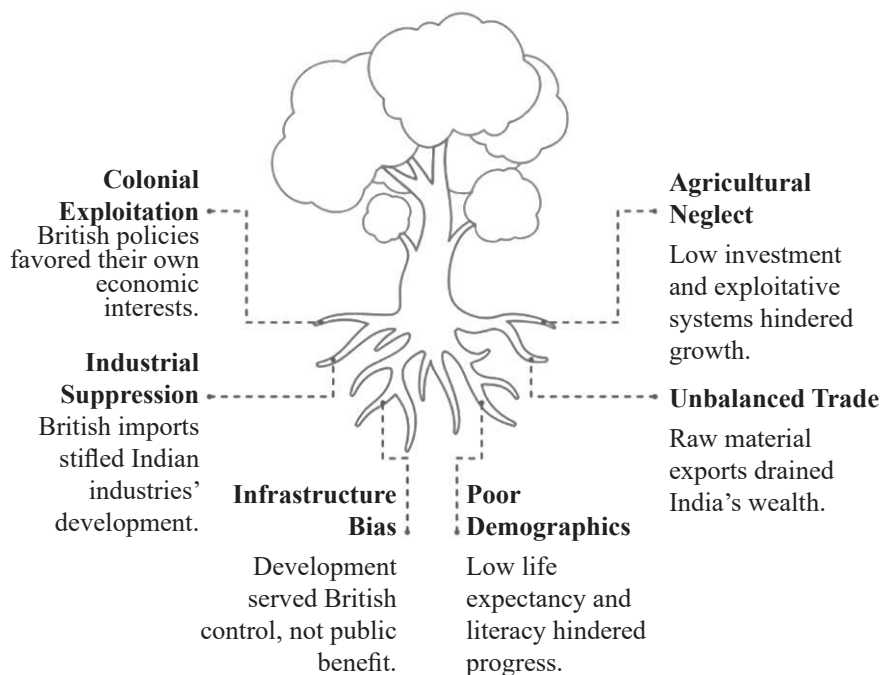 Colonial
Exploitation
British policies
favored their own
economic
interests.
Industrial
Suppression
British imports
stifled Indian
industries’
development.
Infrastructure
Bias
Development
served British
control, not public
benefit.
Poor
Demographics
Low life
expectancy and
literacy hindered
progress.
Agricultural
Neglect
Low investment
and exploitative
systems hindered
growth.
Unbalanced Trade
Raw material
exports drained
India’s wealth.